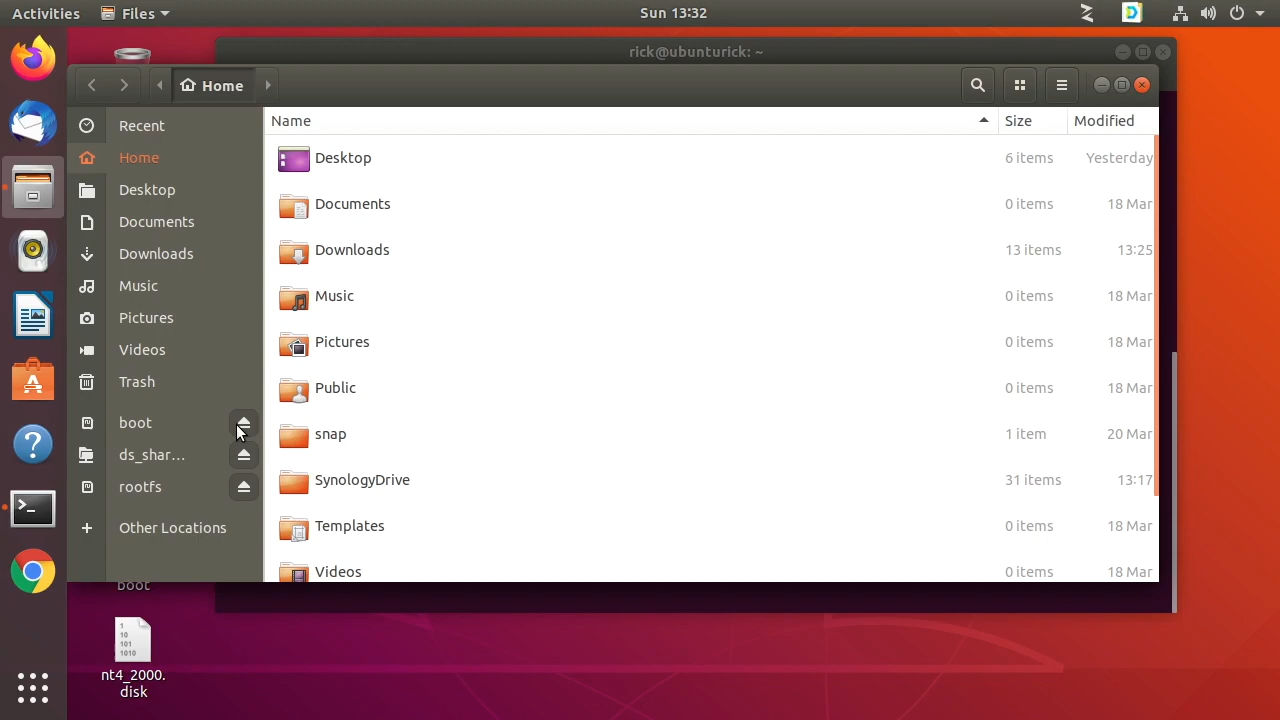 Activities
Files
Sun 13:32
rick@ubunturick: ~
Home
Recent
Home
Desktop
Documents
Downloads
Music
Pictures
Videos
Trash
boot
ds_shar…
rootfs
+ Other Locations
Name Size Modified
Desktop 6 items Yesterday
Documents 0 items 18 Mar
Downloads 13 items 13:25
Music 0 items 18 Mar
Pictures 0 items 18 Mar
Public 0 items 18 Mar
snap 1 item 20 Mar
SynologyDrive 31 items 13:17
Templates 0 items 18 Mar
Videos 0 items 18 Mar
boot
1
10
101
1010
nt4_2000.
disk